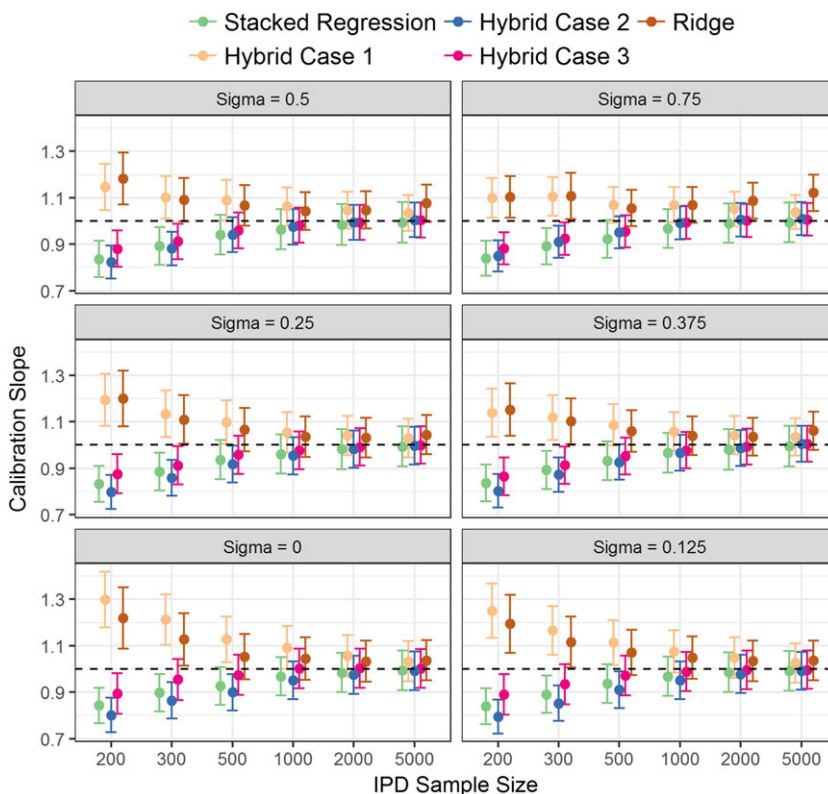 Stacked Regression Hybrid Case 2 Ridge
Hybrid Case 1 Hybrid Case 3
Sigma = 0.5 Sigma = 0.75
1.3
1.1
0.9
0.7
Sigma = 0.25 Sigma = 0.375
1.3
1.1
0.9
0.7
Calibration Slope
Sigma = 0 Sigma = 0.125
1.3
1.1
0.9
0.7
200 300 500 1000 2000 5000 200 300 500 1000 2000 5000
IPD Sample Size